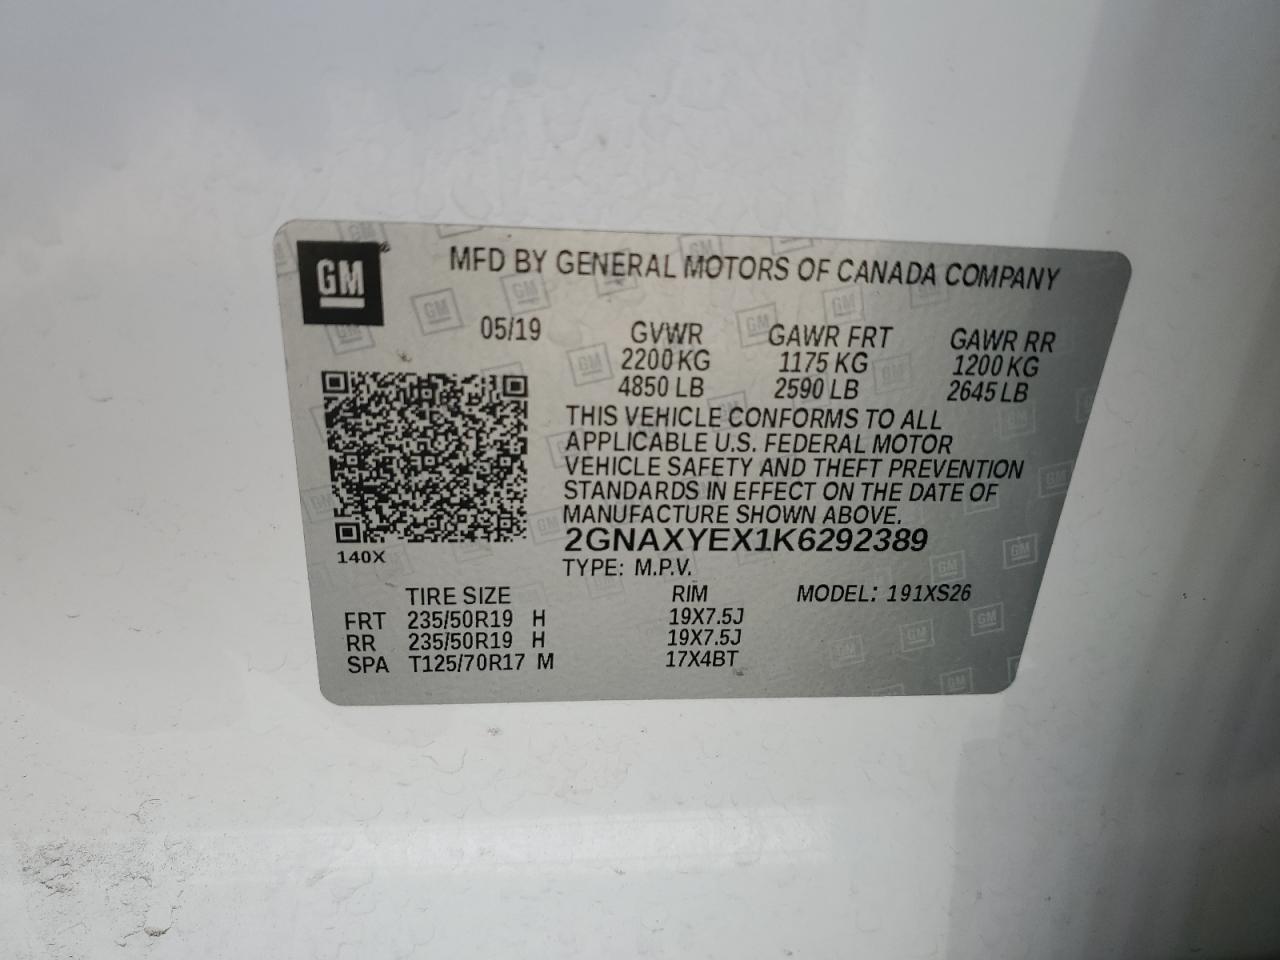 GM
MFD BY GENERAL MOTORS OF CANADA COMPANY
05/19 GVWR GAWR FRT GAWR RR
2200 KG 1175 KG 1200 KG
4850 LB 2590 LB 2645 LB
THIS VEHICLE CONFORMS TO ALL
APPLICABLE U.S. FEDERAL MOTOR
VEHICLE SAFETY AND THEFT PREVENTION
STANDARDS IN EFFECT ON THE DATE OF
MANUFACTURE SHOWN ABOVE.
2GNAXYEX1K6292389
140X
TYPE: M.P.V.
TIRE SIZE RIM MODEL: 191XS26
FRT 235/50R19 H 19X7.5J
RR 235/50R19 H 19X7.5J
SPA T125/70R17 M 17X4BT